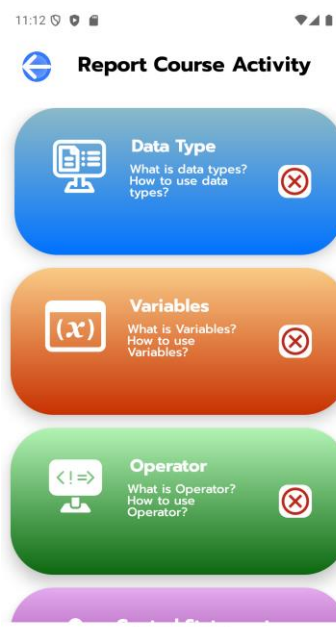 11:12
Report Course Activity
Data Type
What is data types?
How to use data
types?
(x)
Variables
What is Variables?
How to use
Variables?
<!=>
Operator
What is Operator?
How to use
Operator?